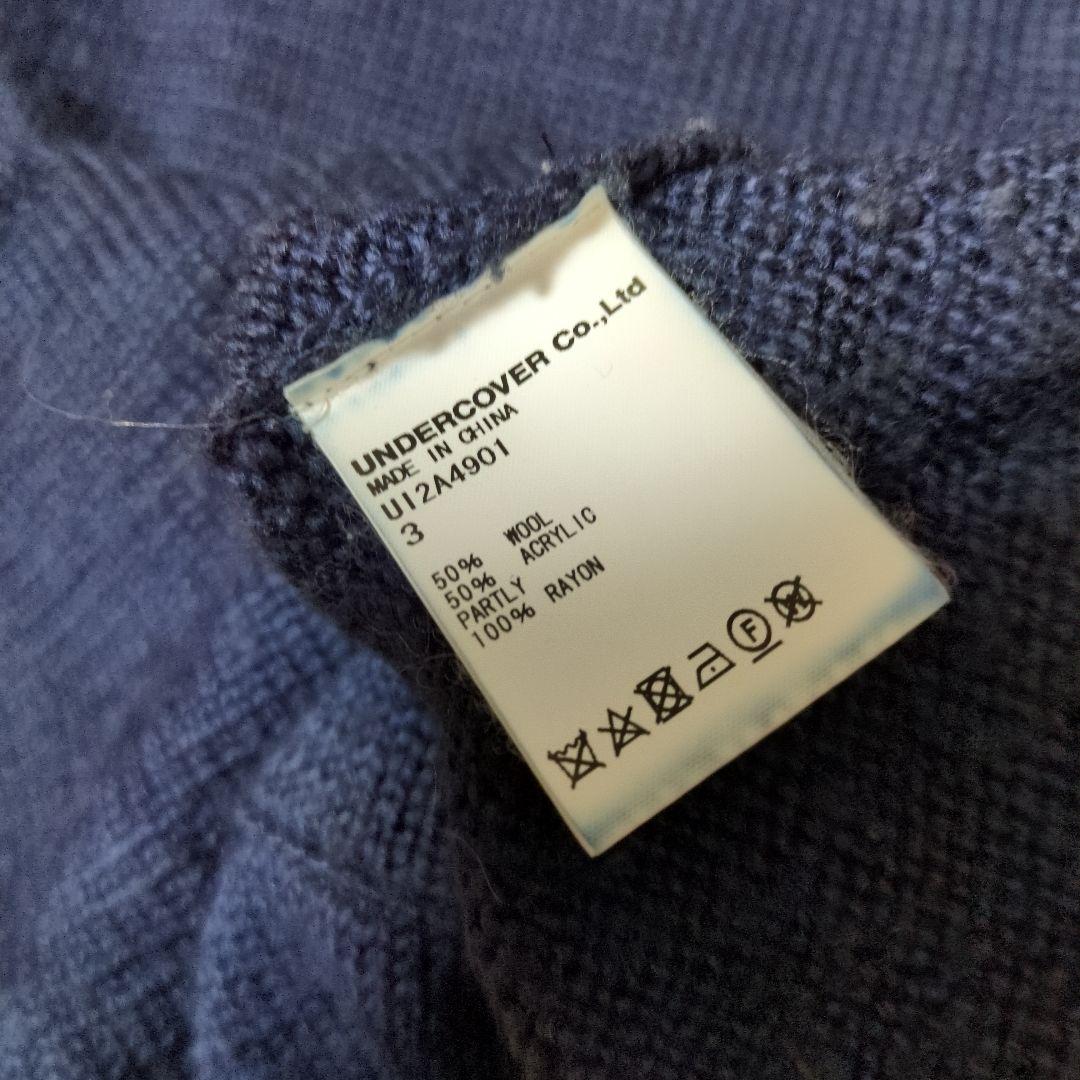 UNDERCOVER Co.,Ltd
MADE IN CHINA
UI2A4901
3
50% WOOL
50% ACRYLIC
PARTLY
100% RAYON
F